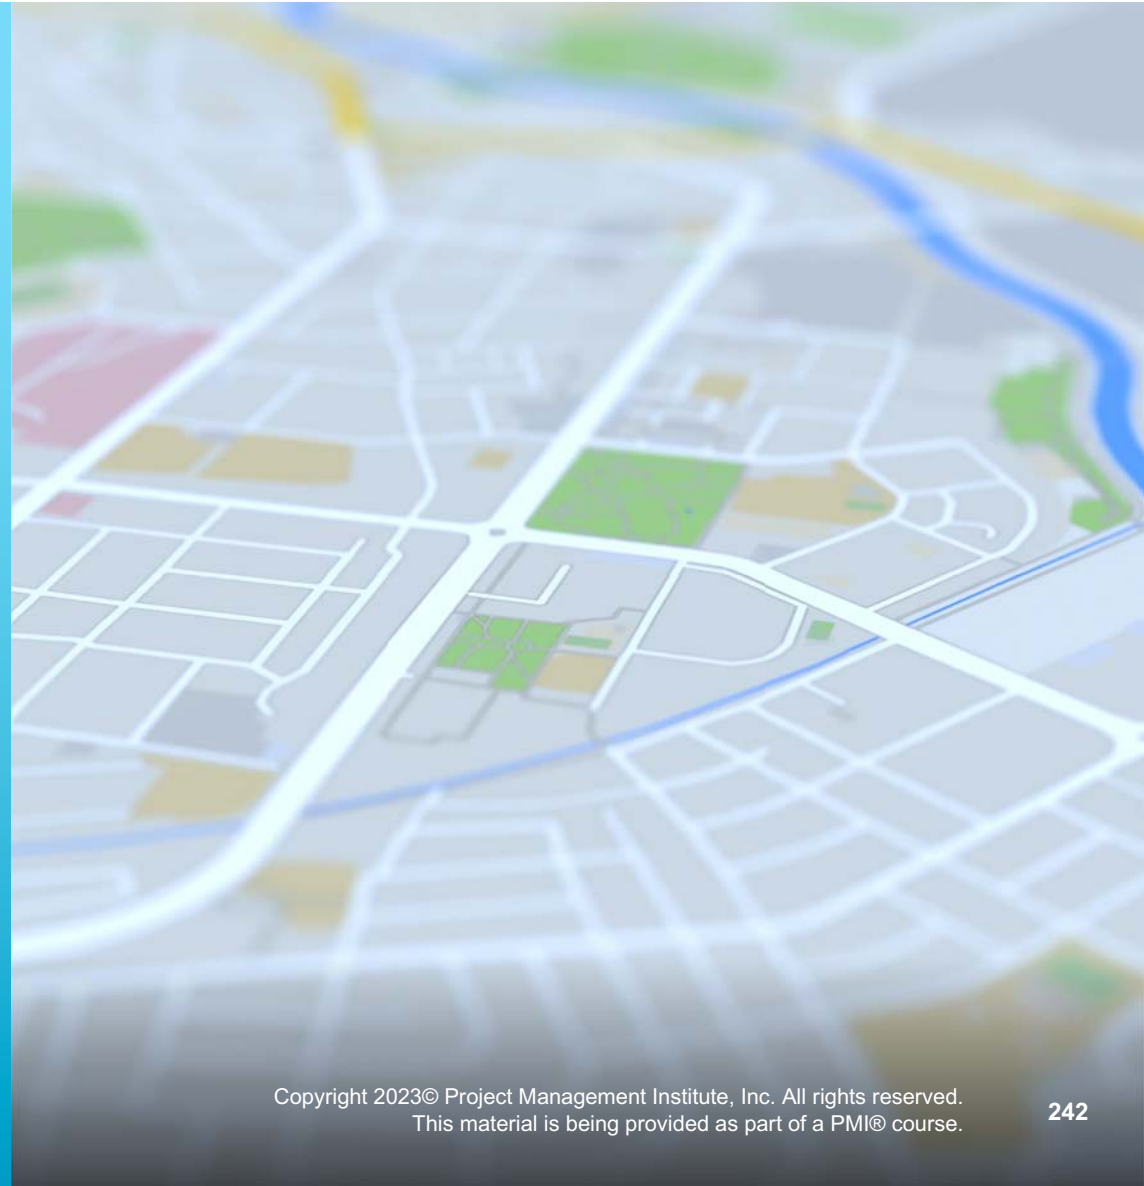 Copyright 2023© Project Management Institute, Inc. All rights reserved.
This material is being provided as part of a PMI® course.
242